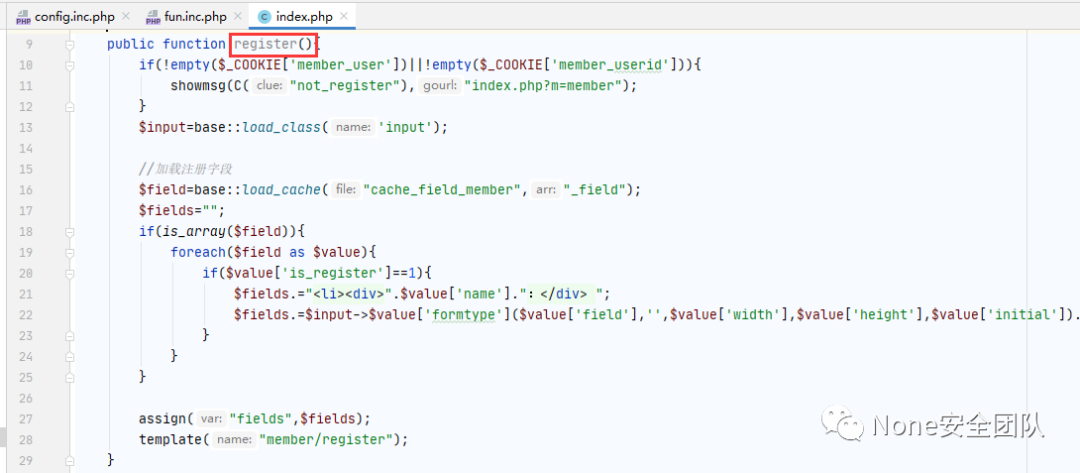 config.inc.php × fun.inc.php × index.php ×
9 public function register(){
10 if(!empty($_COOKIE['member_user'])||!empty($_COOKIE['member_userid'])){
11 showmsg(C( clue: "not_register"), gourl: "index.php?m=member");
12 }
13 $input=base::load_class( name: 'input');
14
15 //加载注册字段
16 $field=base::load_cache( file: "cache_field_member", arr: "_field");
17 $fields="";
18 if(is_array($field)){
19 foreach($field as $value){
20 if($value['is_register']==1){
21 $fields.="<li><div>".$value['name'].":</div> ";
22 $fields.=$input->$value['formtype']($value['field'],'',$value['width'],$value['height'],$value['initial']).
23 }
24 }
25 }
26
27 assign( var: "fields",$fields);
28 template( name: "member/register");
29 }
None安全团队